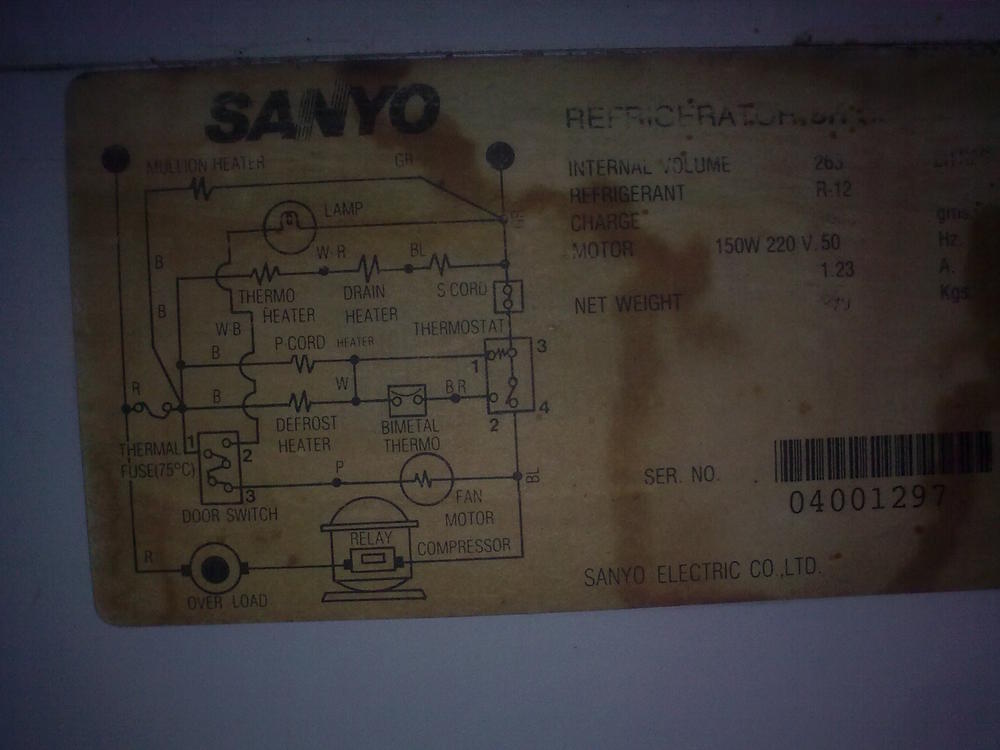 SANYO
MULLION HEATER
GR
LAMP
W·R
BL
B
THERMO
HEATER
DRAIN
HEATER
S.CORD
B
W·B
THERMOSTAT
P·CORD HEATER
B
3
1
W
BR
R
B
4
DEFROST
HEATER
BIMETAL
THERMO
2
THERMAL
FUSE(75°C)
1
2
3
P
BL
DOOR SWITCH
FAN
MOTOR
RELAY
COMPRESSOR
R
OVER LOAD
INTERNAL VOLUME
REFRIGERANT R-12
CHARGE gms.
MOTOR 150W 220 V.50 Hz.
1.23 A.
NET WEIGHT Kgs.
SER. NO.
04001297
SANYO ELECTRIC CO.,LTD.